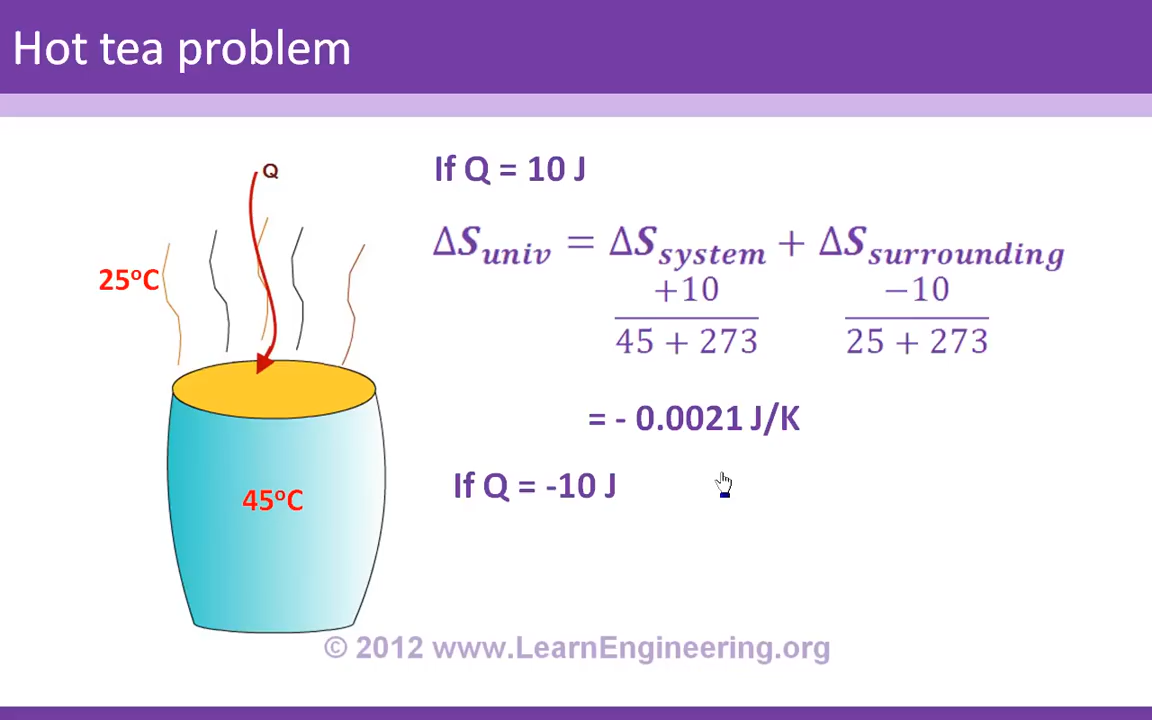 Hot tea problem
Q
If Q = 10 J
ΔS_univ = ΔS_system + ΔS_surrounding
+10 −10
45 + 273 25 + 273
25°C
= - 0.0021 J/K
If Q = -10 J
45°C
© 2012 www.LearnEngineering.org